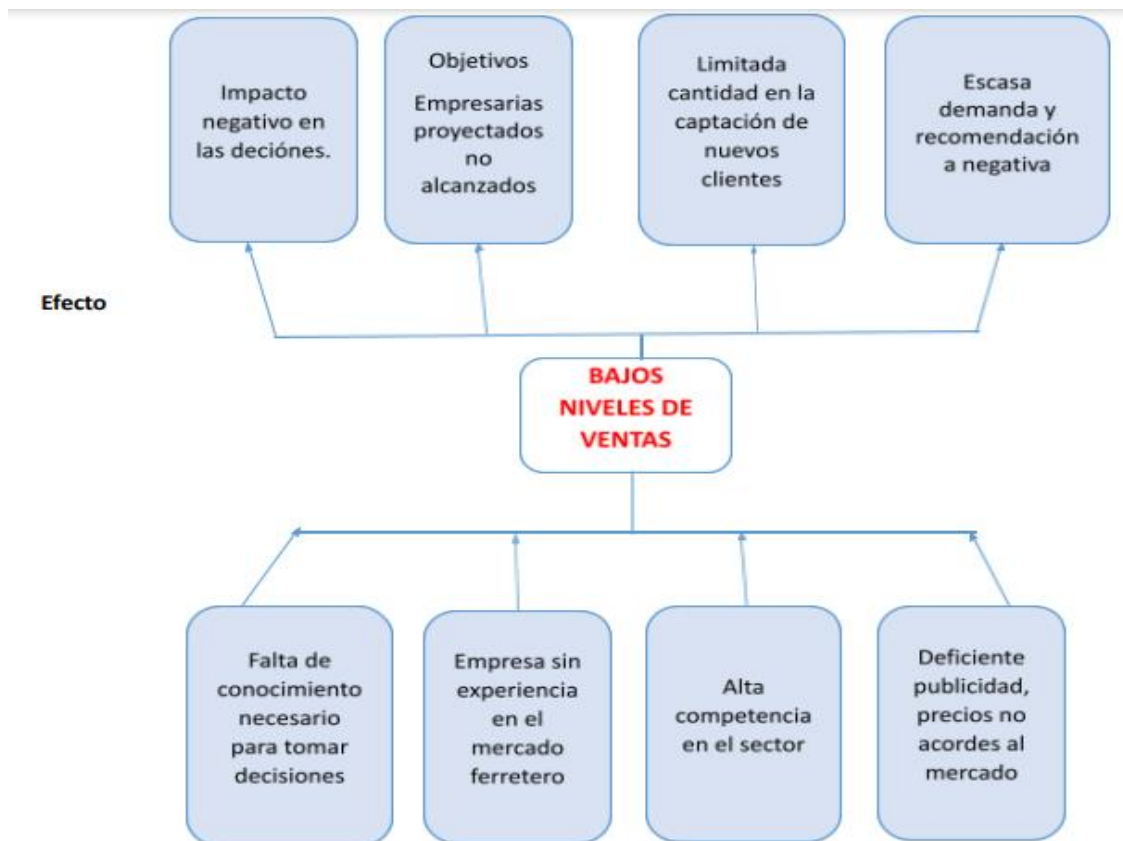 Impacto
negativo en
las deciónes.
Objetivos
Empresarias
proyectados
no
alcanzados
Limitada
cantidad en la
captación de
nuevos
clientes
Escasa
demanda y
recomendación
a negativa
Efecto
BAJOS
NIVELES DE
VENTAS
Falta de
conocimiento
necesario
para tomar
decisiones
Empresa sin
experiencia
en el
mercado
ferretero
Alta
competencia
en el sector
Deficiente
publicidad,
precios no
acordes al
mercado